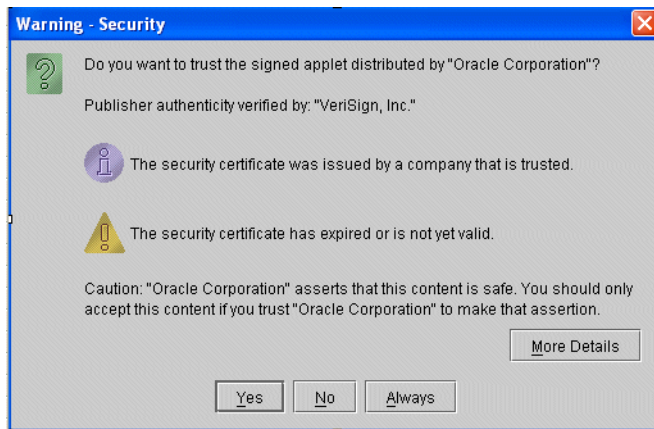 Warning - Security
Do you want to trust the signed applet distributed by "Oracle Corporation"?
Publisher authenticity verified by: "VeriSign, Inc."
The security certificate was issued by a company that is trusted.
The security certificate has expired or is not yet valid.
Caution: "Oracle Corporation" asserts that this content is safe. You should only
accept this content if you trust "Oracle Corporation" to make that assertion.
More Details
Yes No Always